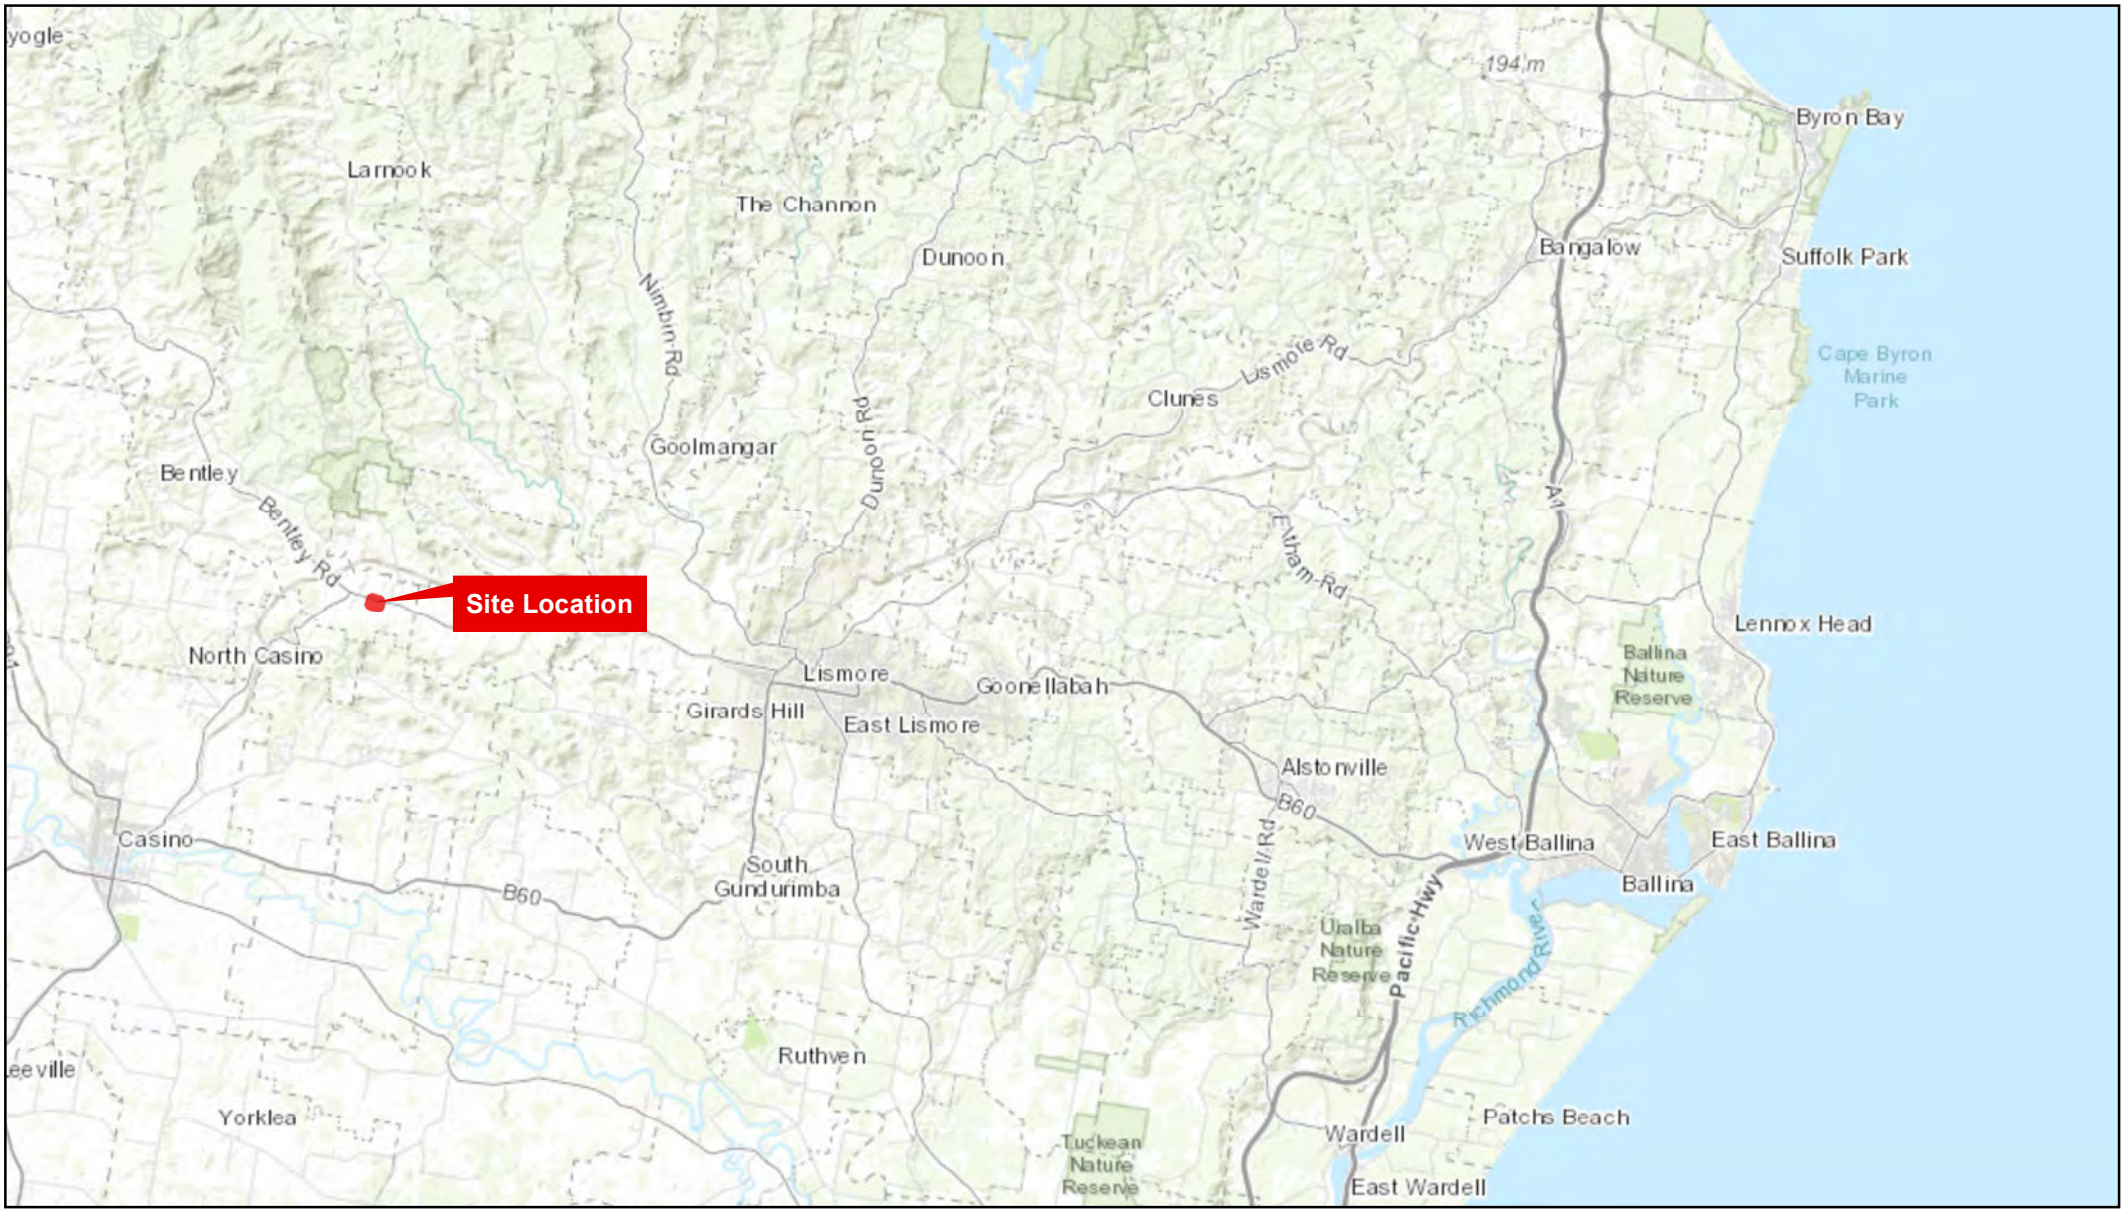 yogle
194 m
Byron Bay
Larnook
The Channon
Dunoon
Bangalow
Suffolk Park
Nimbin Rd
Lismore Rd
Cape Byron
Marine
Park
Clunes
Dunoon Rd
Goolmangar
Bentley
Bentley Rd
A1
Eltham Rd
Site Location
Lennox Head
North Casino
Ballina
Nature
Reserve
Lismore
Goonellabah
Girards Hill
East Lismore
Alstonville
B60
Casino
West Ballina
East Ballina
South
Gundurimba
B60
Wardell Rd
Ballina
Pacific Hwy
Uralba
Nature
Reserve
Richmond River
Ruthven
eeville
Yorklea
Patchs Beach
Wardell
Tuckean
Nature
Reserve
East Wardell